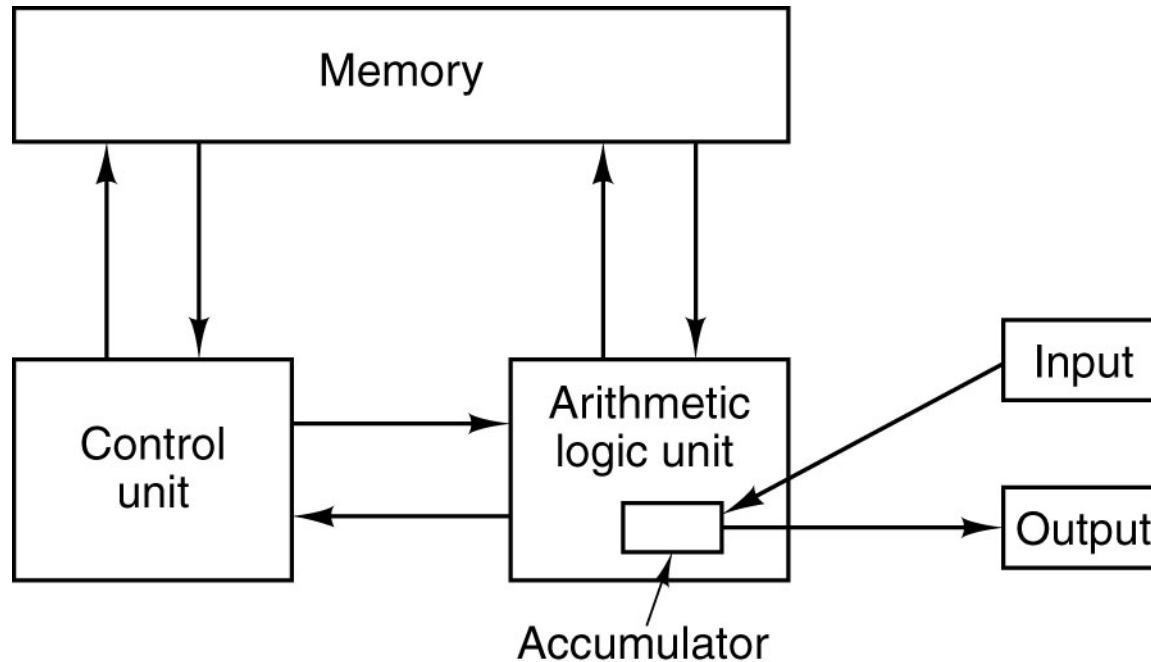 Memory
Control
unit
Arithmetic
logic unit
Input
Output
Accumulator